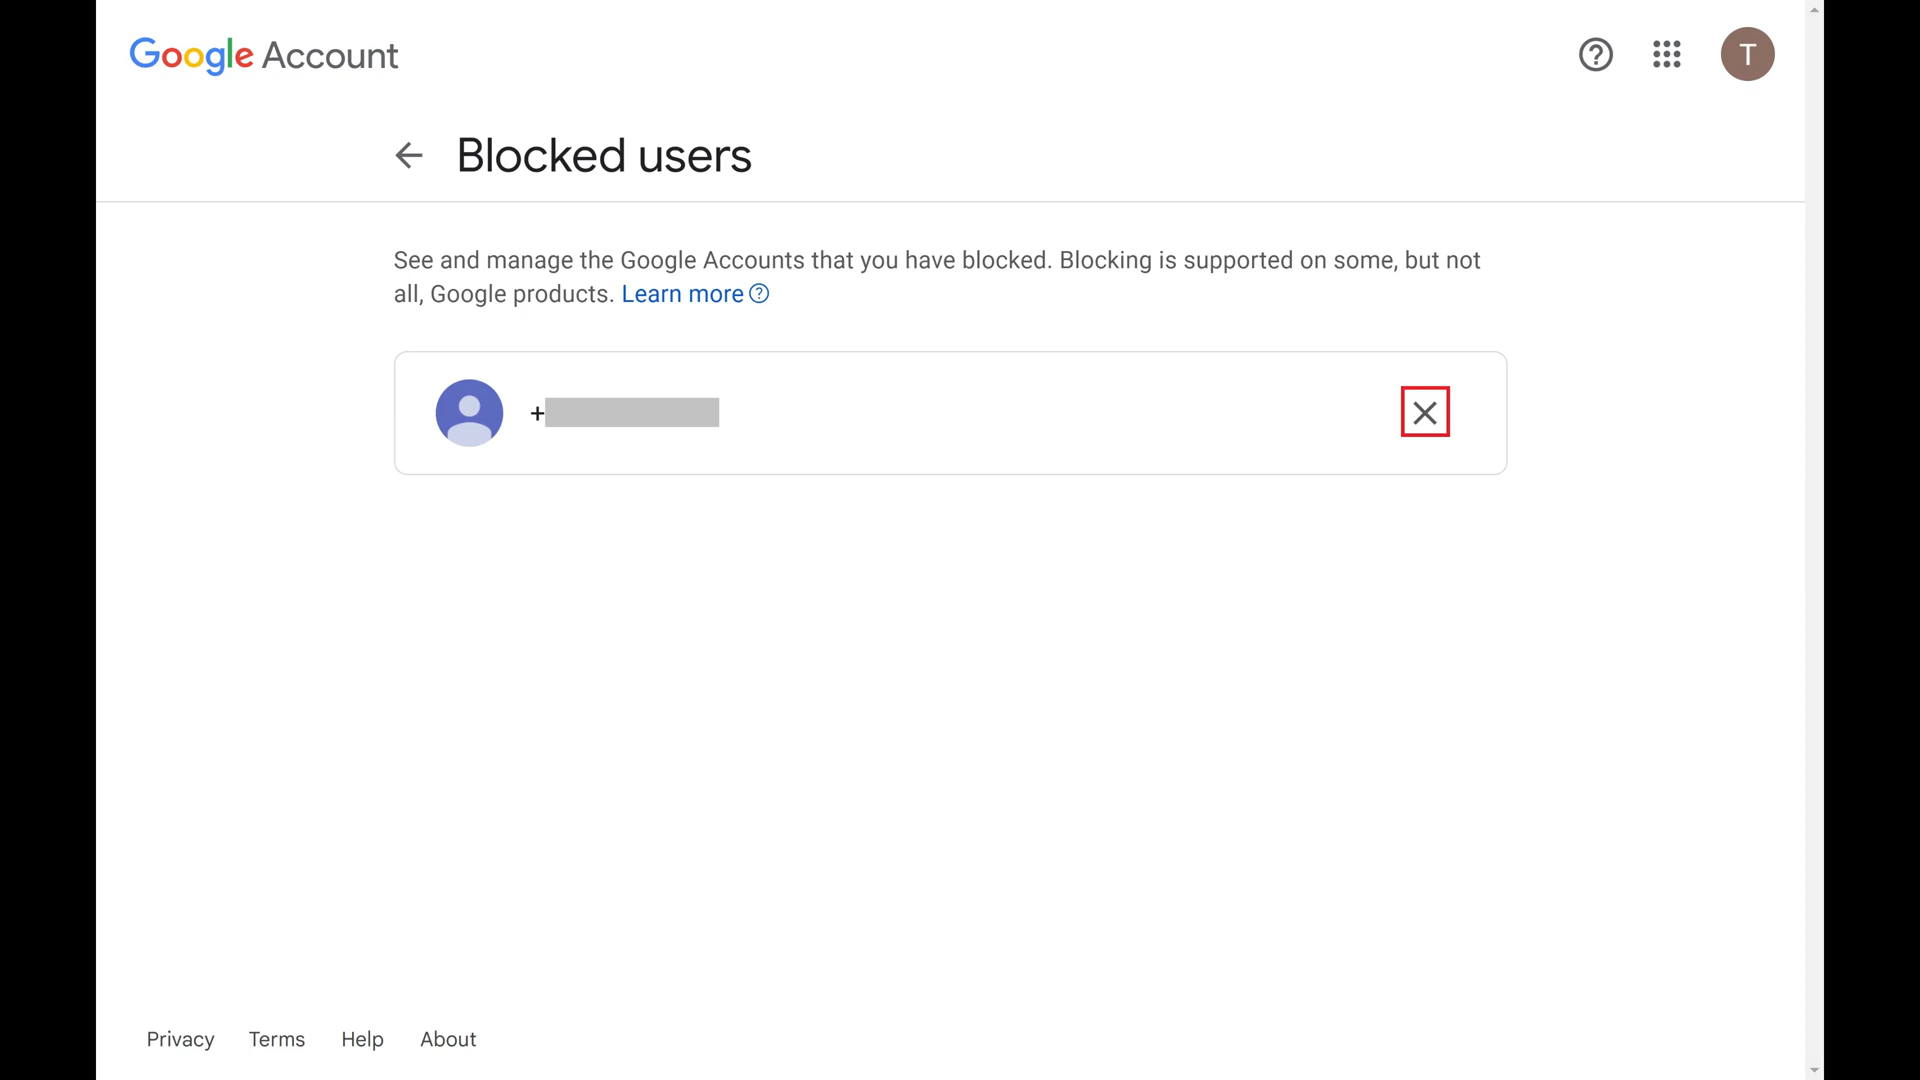 Google Account
T
Blocked users
See and manage the Google Accounts that you have blocked. Blocking is supported on some, but not
all, Google products. Learn more
+
Privacy Terms Help About